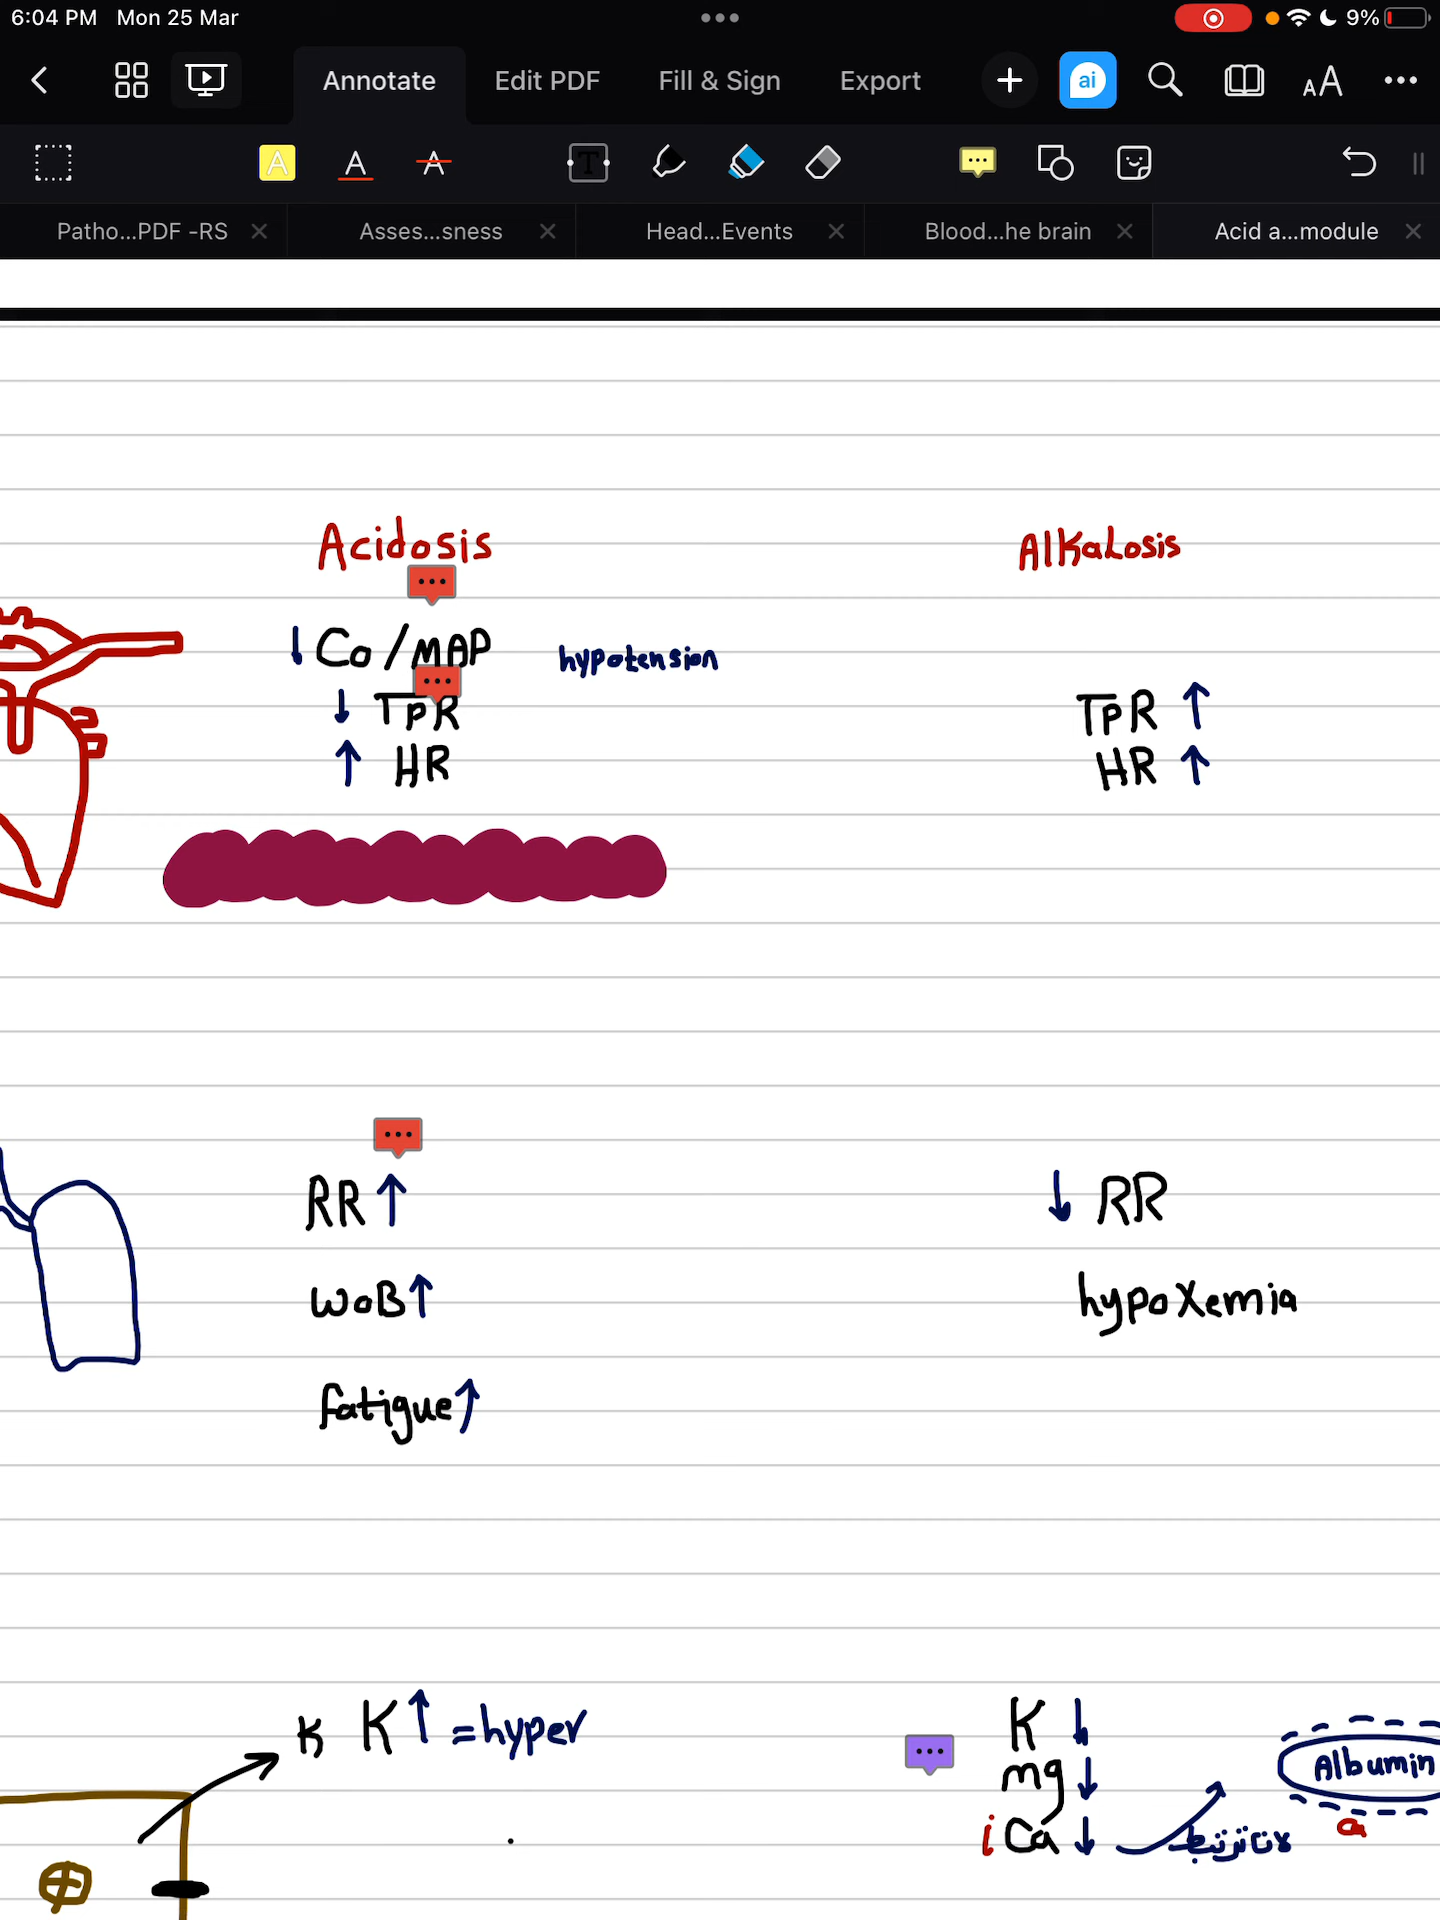 6:04 PM Mon 25 Mar
9%
Annotate Edit PDF Fill & Sign Export ai AA
A A A T
Patho...PDF -RS Asses...sness Head...Events Blood...he brain Acid a...module
Acidosis
Alkalosis
↓ Co/MAP hypotension
↓ TPR
TPR ↑
↑ HR
HR ↑
RR ↑
↓ RR
WOB ↑
hypoxemia
fatigue ↑
K K ↑ = hyper
K ↓
mg ↓
iCa ↓
Albumin